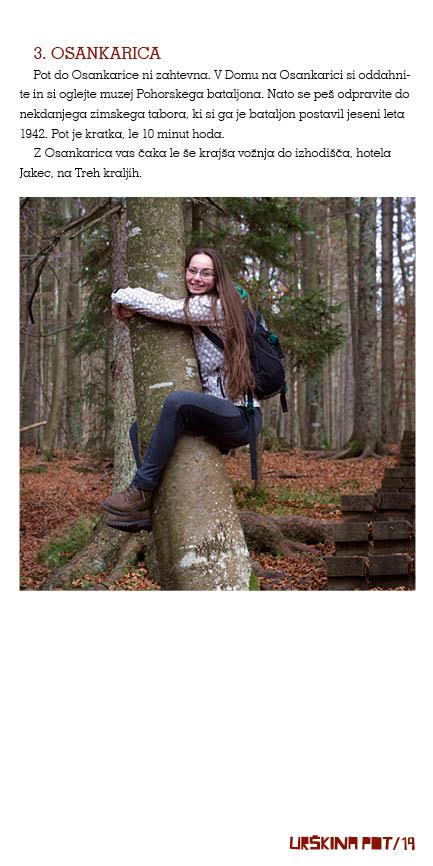 3. OSANKARICA
Pot do Osankarice ni zahtevna. V Domu na Osankarici si oddahni-
te in si oglejte muzej Pohorskega bataljona. Nato se peš odpravite do
nekdanjega zimskega tabora, ki si ga je bataljon postavil jeseni leta
1942. Pot je kratka, le 10 minut hoda.
Z Osankarica vas čaka le še krajša vožnja do izhodišča, hotela
Jakec, na Treh kraljih.
URŠKINA POT/19